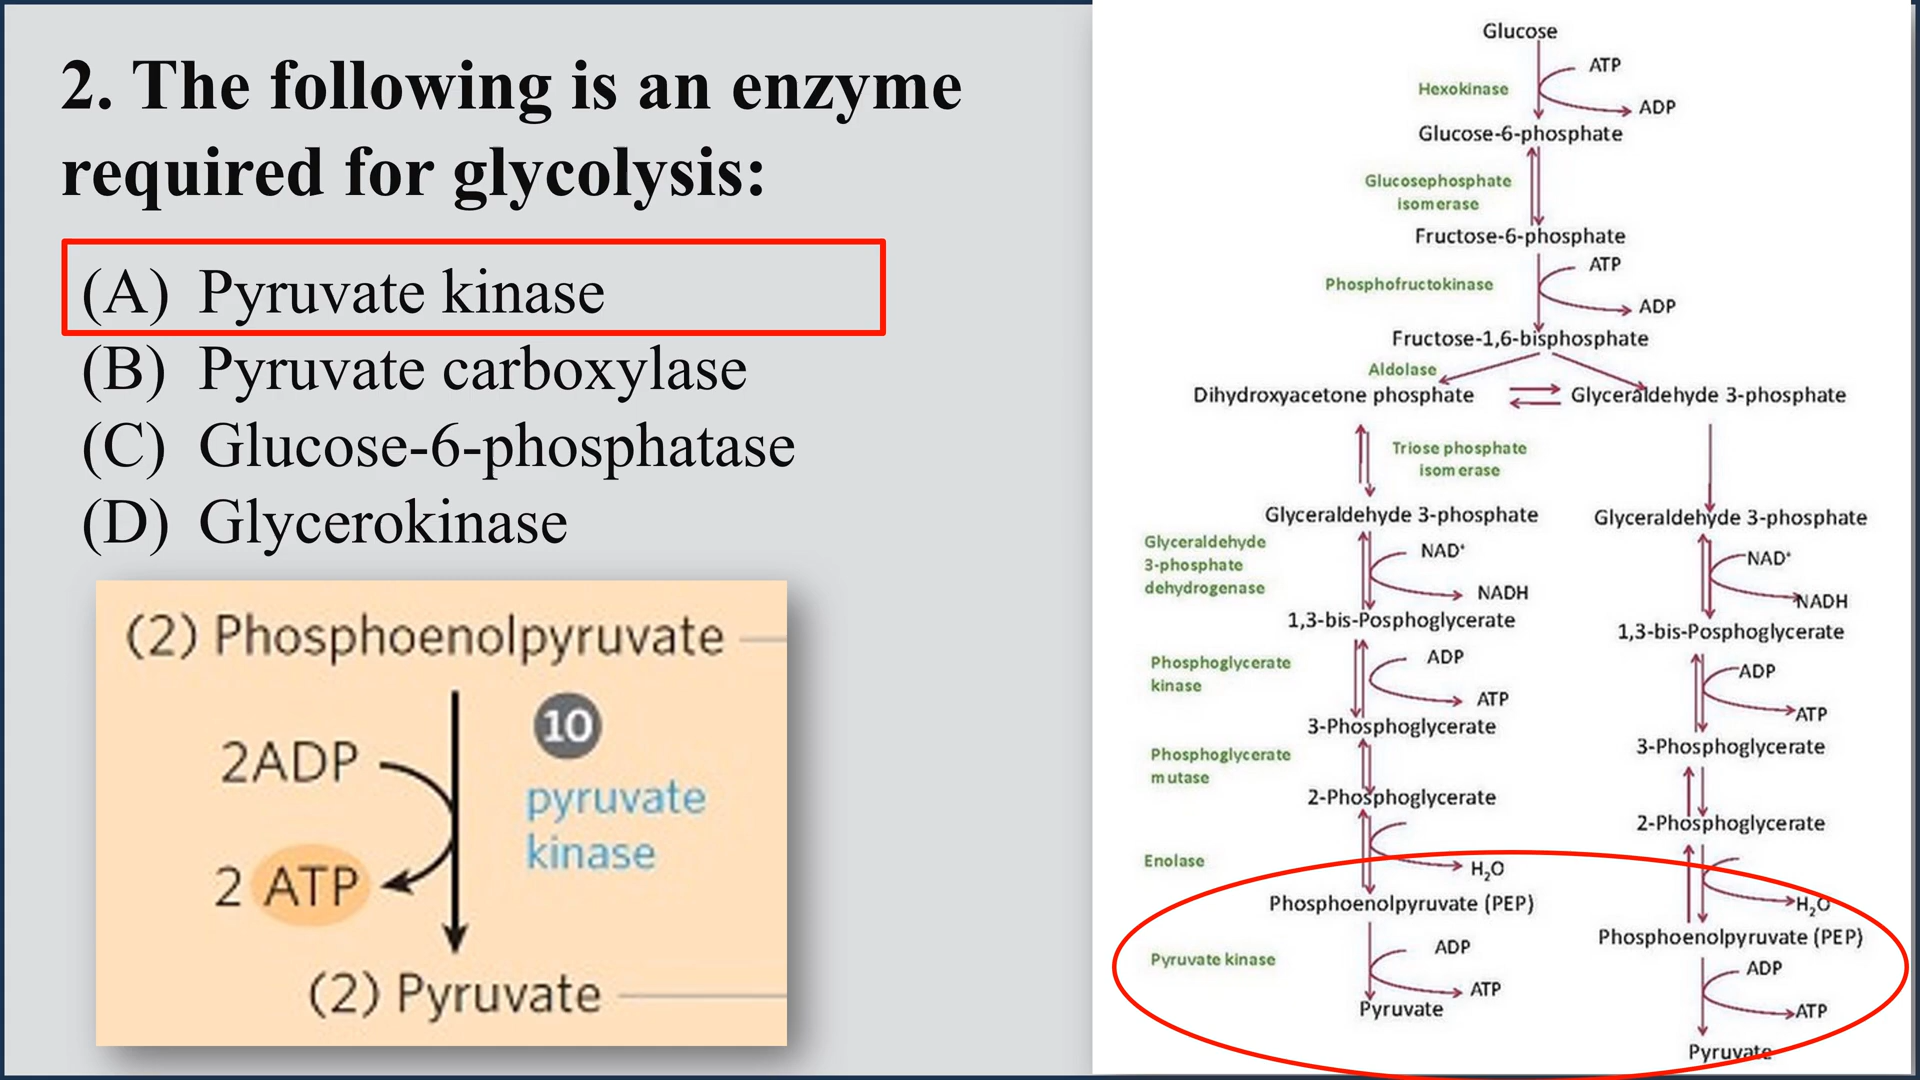 2. The following is an enzyme
required for glycolysis:
(A) Pyruvate kinase
(B) Pyruvate carboxylase
(C) Glucose-6-phosphatase
(D) Glycerokinase
(2) Phosphoenolpyruvate
10
2ADP
pyruvate
kinase
2 ATP
(2) Pyruvate
Glucose
ATP
Hexokinase
ADP
Glucose-6-phosphate
Glucosephosphate
isomerase
Fructose-6-phosphate
ATP
Phosphofructokinase
ADP
Fructose-1,6-bisphosphate
Aldolase
Dihydroxyacetone phosphate
Glyceraldehyde 3-phosphate
Triose phosphate
isomerase
Glyceraldehyde 3-phosphate
Glyceraldehyde
3-phosphate
dehydrogenase
NAD+
NADH
1,3-bis-Posphoglycerate
Phosphoglycerate
kinase
ADP
ATP
3-Phosphoglycerate
Phosphoglycerate
mutase
2-Phosphoglycerate
Enolase
H₂O
Phosphoenolpyruvate (PEP)
Pyruvate kinase
ADP
ATP
Pyruvate
Glyceraldehyde 3-phosphate
NAD+
NADH
1,3-bis-Posphoglycerate
ADP
ATP
3-Phosphoglycerate
2-Phosphoglycerate
H₂O
Phosphoenolpyruvate (PEP)
ADP
ATP
Pyruvate